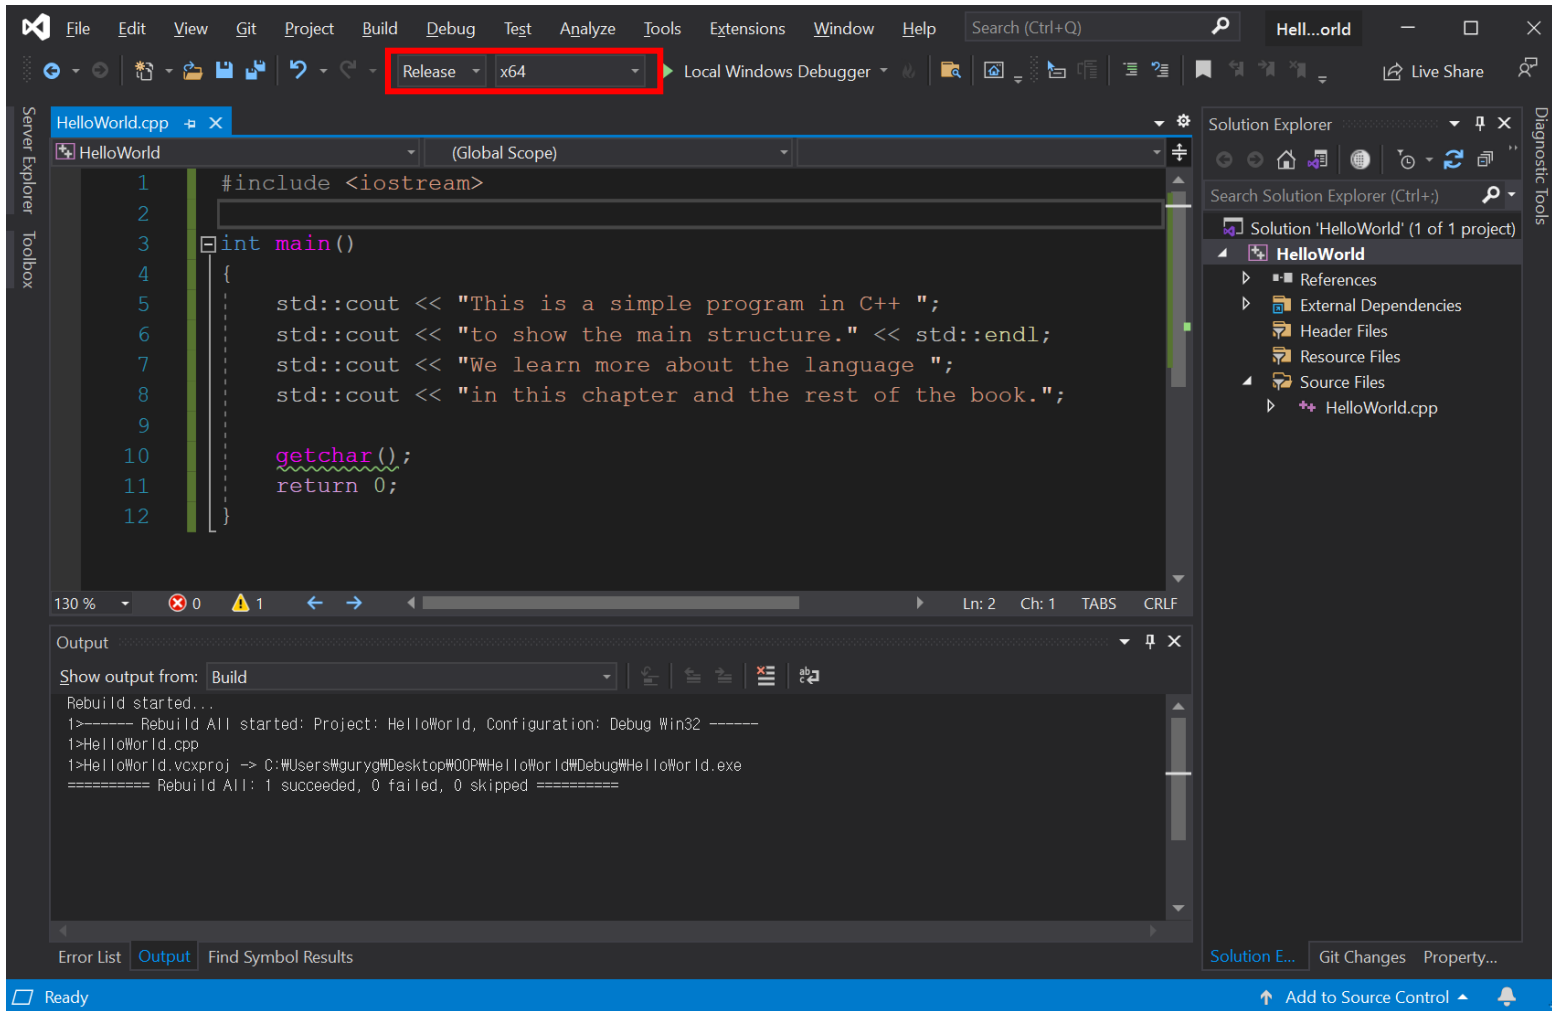 File Edit View Git Project Build Debug Test Analyze Tools Extensions Window Help Search (Ctrl+Q) Hell...orld
Release x64 Local Windows Debugger Live Share
Server Explorer
Toolbox
HelloWorld.cpp
HelloWorld (Global Scope)
1 #include <iostream>
2
3 int main()
4 {
5 std::cout << "This is a simple program in C++ ";
6 std::cout << "to show the main structure." << std::endl;
7 std::cout << "We learn more about the language ";
8 std::cout << "in this chapter and the rest of the book.";
9
10 getchar();
11 return 0;
12 }
130 % 0 1 Ln: 2 Ch: 1 TABS CRLF
Output
Show output from: Build
Rebuild started...
1>------ Rebuild All started: Project: HelloWorld, Configuration: Debug Win32 ------
1>HelloWorld.cpp
1>HelloWorld.vcxproj -> C:₩Users₩guryg₩Desktop₩OOP₩HelloWorld₩Debug₩HelloWorld.exe
========== Rebuild All: 1 succeeded, 0 failed, 0 skipped ==========
Error List Output Find Symbol Results
Solution Explorer
Search Solution Explorer (Ctrl+;)
Solution 'HelloWorld' (1 of 1 project)
HelloWorld
References
External Dependencies
Header Files
Resource Files
Source Files
HelloWorld.cpp
Solution E... Git Changes Property...
Diagnostic Tools
Ready Add to Source Control